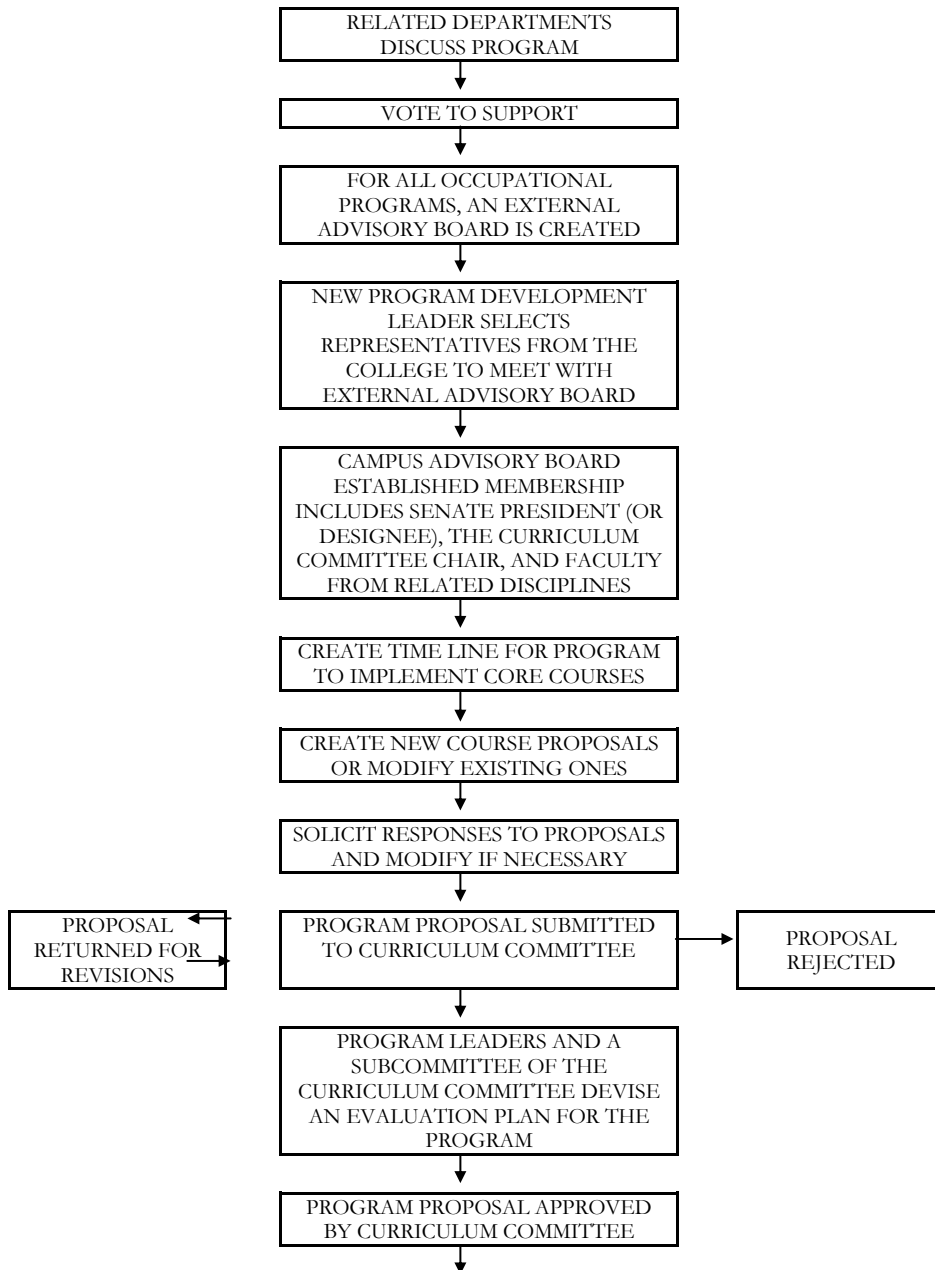 RELATED DEPARTMENTS
DISCUSS PROGRAM
VOTE TO SUPPORT
FOR ALL OCCUPATIONAL
PROGRAMS, AN EXTERNAL
ADVISORY BOARD IS CREATED
NEW PROGRAM DEVELOPMENT
LEADER SELECTS
REPRESENTATIVES FROM THE
COLLEGE TO MEET WITH
EXTERNAL ADVISORY BOARD
CAMPUS ADVISORY BOARD
ESTABLISHED MEMBERSHIP
INCLUDES SENATE PRESIDENT (OR
DESIGNEE), THE CURRICULUM
COMMITTEE CHAIR, AND FACULTY
FROM RELATED DISCIPLINES
CREATE TIME LINE FOR PROGRAM
TO IMPLEMENT CORE COURSES
CREATE NEW COURSE PROPOSALS
OR MODIFY EXISTING ONES
SOLICIT RESPONSES TO PROPOSALS
AND MODIFY IF NECESSARY
PROPOSAL
RETURNED FOR
REVISIONS
PROGRAM PROPOSAL SUBMITTED
TO CURRICULUM COMMITTEE
PROPOSAL
REJECTED
PROGRAM LEADERS AND A
SUBCOMMITTEE OF THE
CURRICULUM COMMITTEE DEVISE
AN EVALUATION PLAN FOR THE
PROGRAM
PROGRAM PROPOSAL APPROVED
BY CURRICULUM COMMITTEE